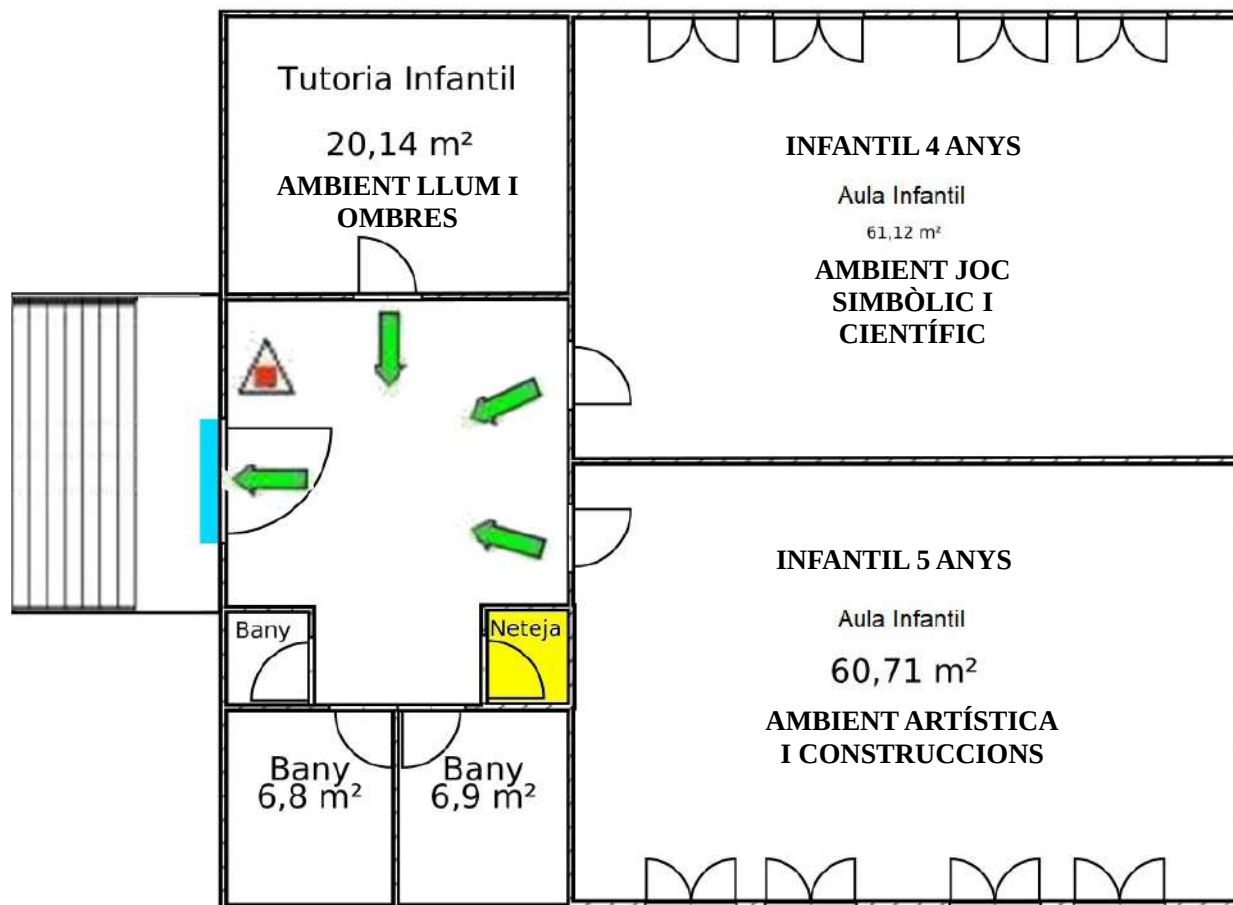 Tutoria Infantil
20,14 m²
AMBIENT LLUM I
OMBRES
INFANTIL 4 ANYS
Aula Infantil
61,12 m²
AMBIENT JOC
SIMBÒLIC I
CIENTÍFIC
Bany
Neteja
INFANTIL 5 ANYS
Aula Infantil
60,71 m²
AMBIENT ARTÍSTICA
I CONSTRUCCIONS
Bany
6,8 m²
Bany
6,9 m²